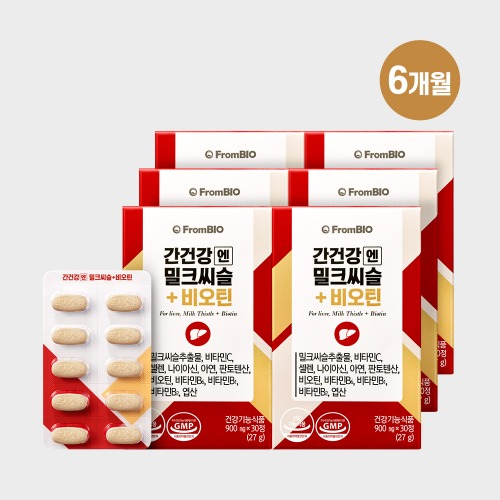 6개월
FromBIO
FromBIO
FromBIO
FromBIO
FromBIO
간건강 엔
밀크씨슬
+ 비오틴
For liver, Milk Thistle + Biotin
밀크씨슬추출물, 비타민C,
셀렌, 나이아신, 아연, 판토텐산,
비오틴, 비타민B₆, 비타민B₁,
비타민B₂, 엽산
GMP
건강기능식품
900 mg × 30정
(27 g)
FromBIO
간건강 엔
밀크씨슬
+ 비오틴
For liver, Milk Thistle + Biotin
밀크씨슬추출물, 비타민C,
셀렌, 나이아신, 아연, 판토텐산,
비오틴, 비타민B₆, 비타민B₁,
비타민B₂, 엽산
GMP
건강기능식품
900 mg × 30정
(27 g)
간건강 엔 밀크씨슬+비오틴